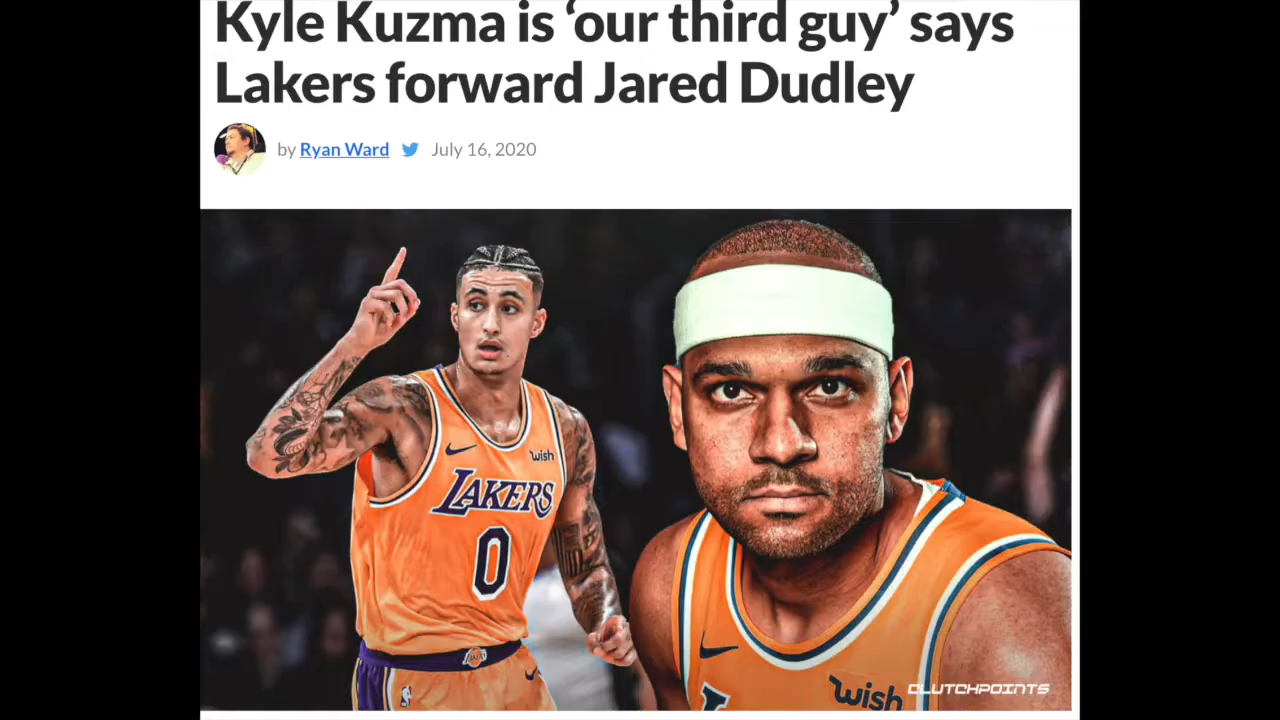 Kyle Kuzma is ‘our third guy’ says
Lakers forward Jared Dudley
by Ryan Ward July 16, 2020
wish
LAKERS
0
wish
CLUTCHPOINTS